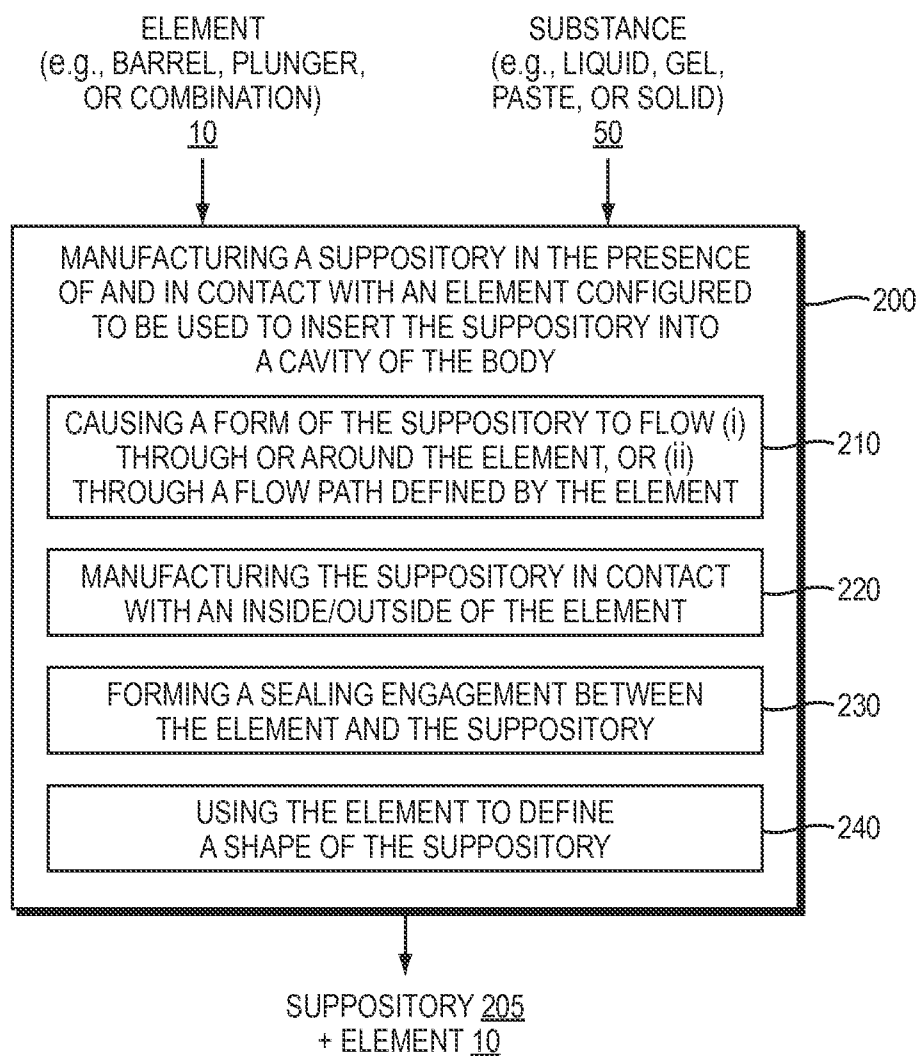 ELEMENT
(e.g., BARREL, PLUNGER,
OR COMBINATION)
10
SUBSTANCE
(e.g., LIQUID, GEL,
PASTE, OR SOLID)
50
MANUFACTURING A SUPPOSITORY IN THE PRESENCE
OF AND IN CONTACT WITH AN ELEMENT CONFIGURED
TO BE USED TO INSERT THE SUPPOSITORY INTO
A CAVITY OF THE BODY
200
CAUSING A FORM OF THE SUPPOSITORY TO FLOW (i)
THROUGH OR AROUND THE ELEMENT, OR (ii)
THROUGH A FLOW PATH DEFINED BY THE ELEMENT
210
MANUFACTURING THE SUPPOSITORY IN CONTACT
WITH AN INSIDE/OUTSIDE OF THE ELEMENT
220
FORMING A SEALING ENGAGEMENT BETWEEN
THE ELEMENT AND THE SUPPOSITORY
230
USING THE ELEMENT TO DEFINE
A SHAPE OF THE SUPPOSITORY
240
SUPPOSITORY 205
+ ELEMENT 10